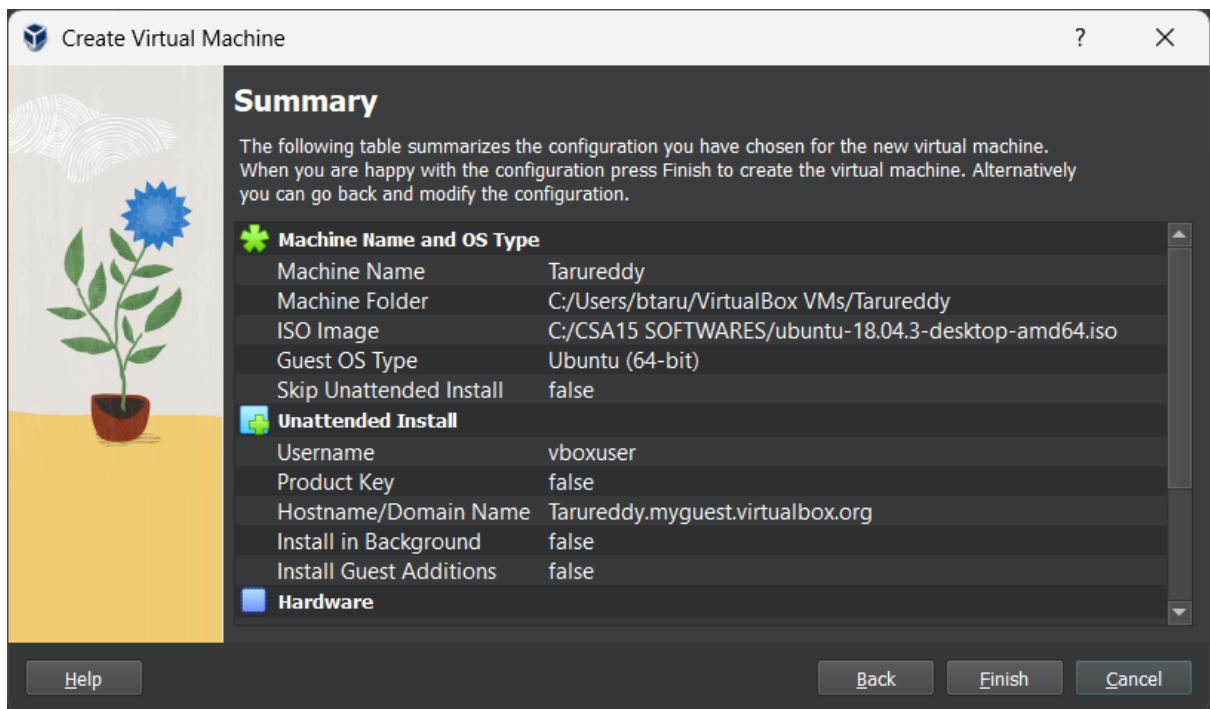 Create Virtual Machine ?
Summary
The following table summarizes the configuration you have chosen for the new virtual machine.
When you are happy with the configuration press Finish to create the virtual machine. Alternatively
you can go back and modify the configuration.
Machine Name and OS Type
Machine Name Tarureddy
Machine Folder C:/Users/btaru/VirtualBox VMs/Tarureddy
ISO Image C:/CSA15 SOFTWARES/ubuntu-18.04.3-desktop-amd64.iso
Guest OS Type Ubuntu (64-bit)
Skip Unattended Install false
Unattended Install
Username vboxuser
Product Key false
Hostname/Domain Name Tarureddy.myguest.virtualbox.org
Install in Background false
Install Guest Additions false
Hardware
Help Back Finish Cancel